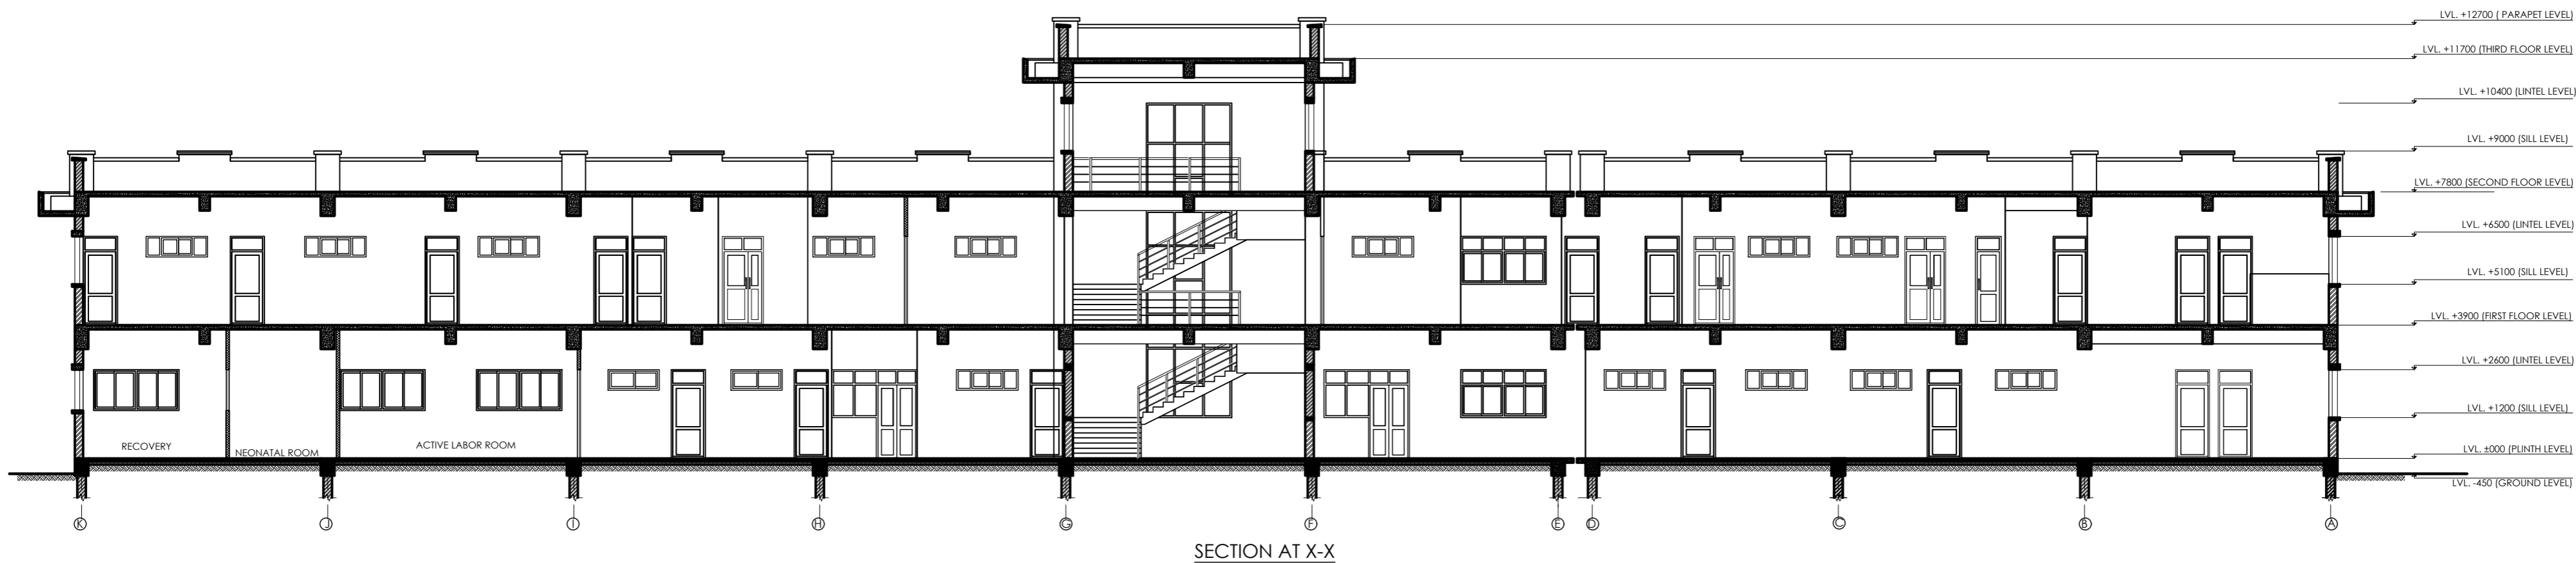 LVL. +12700 ( PARAPET LEVEL)
LVL. +11700 (THIRD FLOOR LEVEL)
LVL. +10400 (LINTEL LEVEL)
LVL. +9000 (SILL LEVEL)
LVL. +7800 (SECOND FLOOR LEVEL)
LVL. +6500 (LINTEL LEVEL)
LVL. +5100 (SILL LEVEL)
LVL. +3900 (FIRST FLOOR LEVEL)
LVL. +2600 (LINTEL LEVEL)
LVL. +1200 (SILL LEVEL)
RECOVERY
NEONATAL ROOM
ACTIVE LABOR ROOM
LVL. ±000 (PLINTH LEVEL)
LVL. -450 (GROUND LEVEL)
K J I H G F E D C B A
SECTION AT X-X